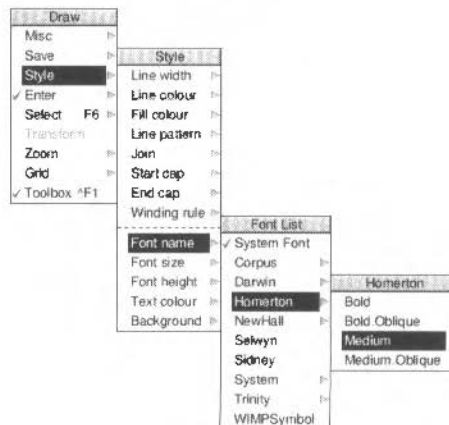 Draw
Misc
Save
Style
✓ Enter
Select F6
Transform
Zoom
Grid
✓ Toolbox ^F1
Style
Line width
Line colour
Fill colour
Line pattern
Join
Start cap
End cap
Winding rule
Font name
Font size
Font height
Text colour
Background
Font List
✓ System Font
Corpus
Darwin
Homerton
NewHall
Selwyn
Sidney
System
Trinity
WIMPSymbol
Homerton
Bold
Bold.Oblique
Medium
Medium.Oblique